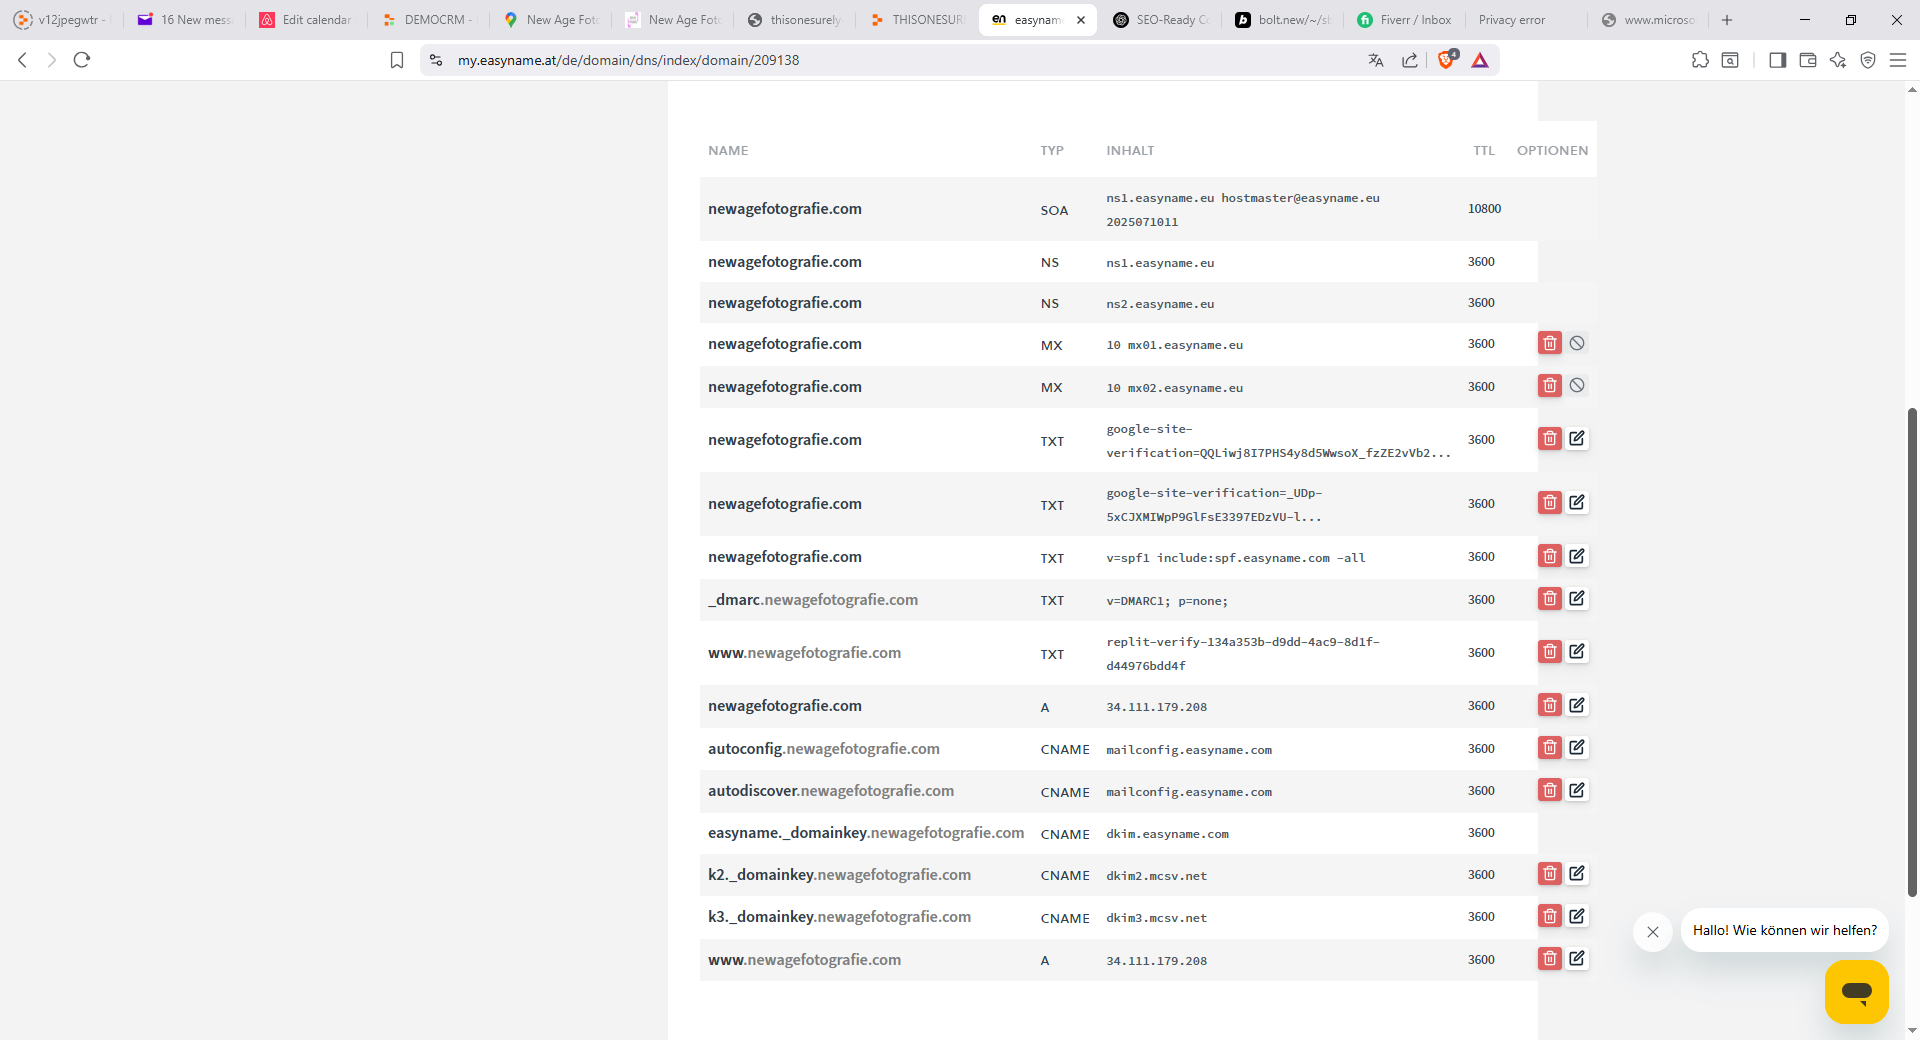 v12jpegwtr -
16 New mess
Edit calendar
DEMOCRM -
New Age Foto
New Age Foto
thisonesurely
THISONESUR
en easyname
SEO-Ready Co
bolt.new/~/sb
Fiverr / Inbox
Privacy error
www.microso
my.easyname.at/de/domain/dns/index/domain/209138
4
NAME TYP INHALT TTL OPTIONEN
newagefotografie.com SOA ns1.easyname.eu hostmaster@easyname.eu 10800
2025071011
newagefotografie.com NS ns1.easyname.eu 3600
newagefotografie.com NS ns2.easyname.eu 3600
newagefotografie.com MX 10 mx01.easyname.eu 3600
newagefotografie.com MX 10 mx02.easyname.eu 3600
newagefotografie.com TXT google-site- 3600
verification=QQLiwj8I7PHS4y8d5WwsoX_fzZE2vVb2...
newagefotografie.com TXT google-site-verification=_UDp- 3600
5xCJXMIWpP9GlFsE3397EDzVU-l...
newagefotografie.com TXT v=spf1 include:spf.easyname.com -all 3600
_dmarc.newagefotografie.com TXT v=DMARC1; p=none; 3600
www.newagefotografie.com TXT replit-verify-134a353b-d9dd-4ac9-8d1f- 3600
d44976bdd4f
newagefotografie.com A 34.111.179.208 3600
autoconfig.newagefotografie.com CNAME mailconfig.easyname.com 3600
autodiscover.newagefotografie.com CNAME mailconfig.easyname.com 3600
easyname._domainkey.newagefotografie.com CNAME dkim.easyname.com 3600
k2._domainkey.newagefotografie.com CNAME dkim2.mcsv.net 3600
k3._domainkey.newagefotografie.com CNAME dkim3.mcsv.net 3600
www.newagefotografie.com A 34.111.179.208 3600
Hallo! Wie können wir helfen?